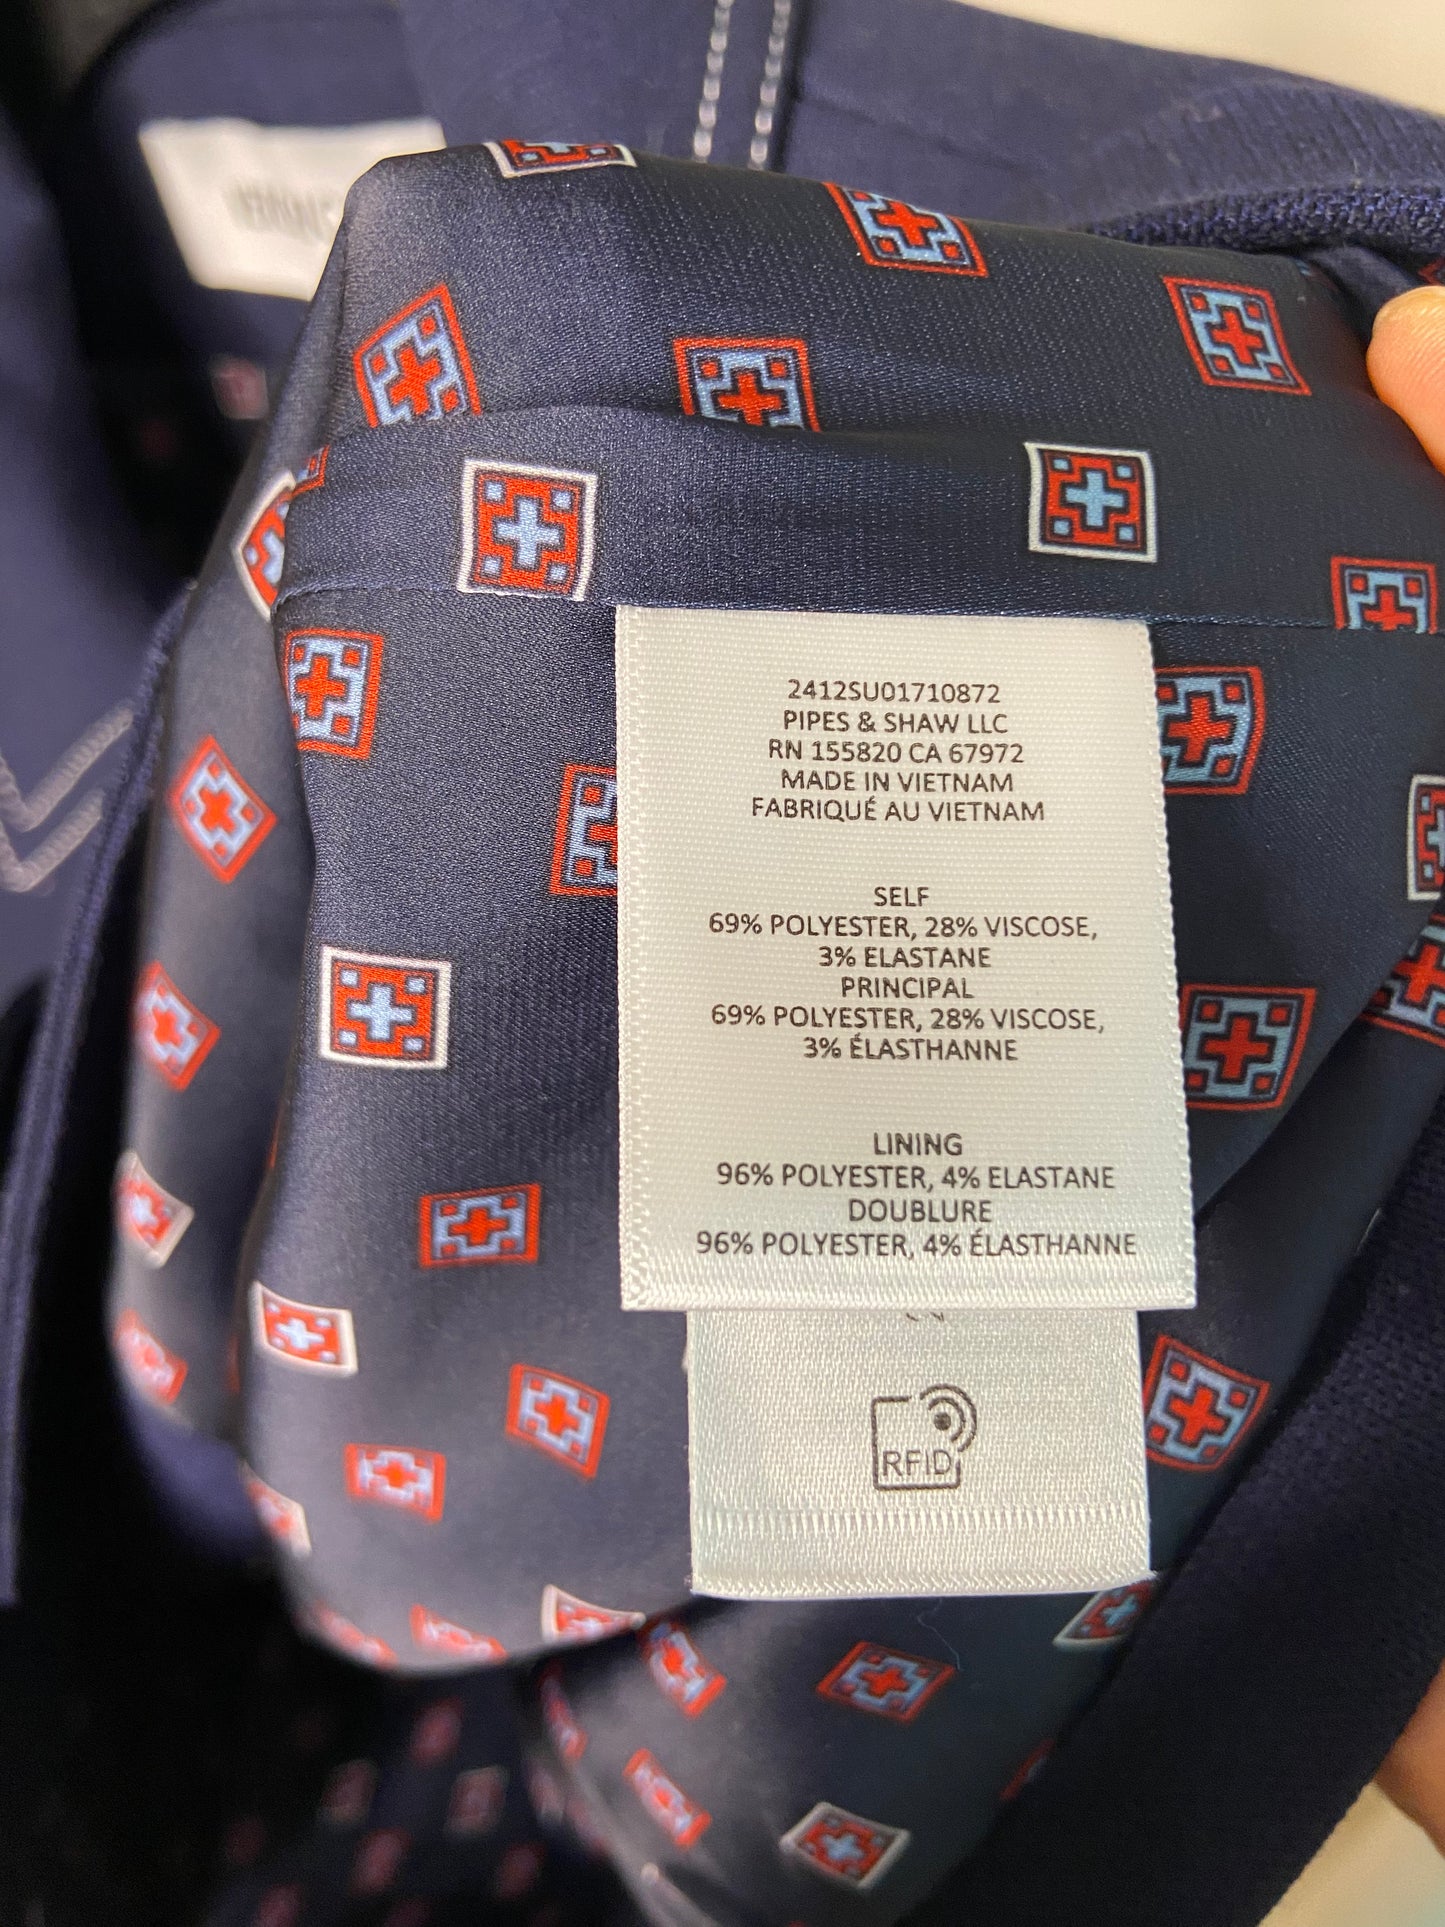 2412SU01710872
PIPES & SHAW LLC
RN 155820 CA 67972
MADE IN VIETNAM
FABRIQUÉ AU VIETNAM
SELF
69% POLYESTER, 28% VISCOSE,
3% ELASTANE
PRINCIPAL
69% POLYESTER, 28% VISCOSE,
3% ÉLASTHANNE
LINING
96% POLYESTER, 4% ELASTANE
DOUBLURE
96% POLYESTER, 4% ÉLASTHANNE
RFID